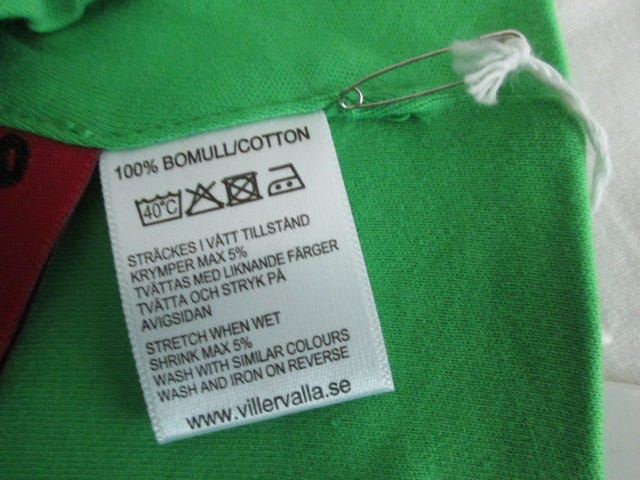 100% BOMULL/COTTON
40°C
STRÄCKES I VÅTT TILLSTÅND
KRYMPER MAX 5%
TVÄTTAS MED LIKNANDE FÄRGER
TVÄTTA OCH STRYK PÅ
AVIGSIDAN
STRETCH WHEN WET
SHRINK MAX 5%
WASH WITH SIMILAR COLOURS
WASH AND IRON ON REVERSE
www.villervalla.se